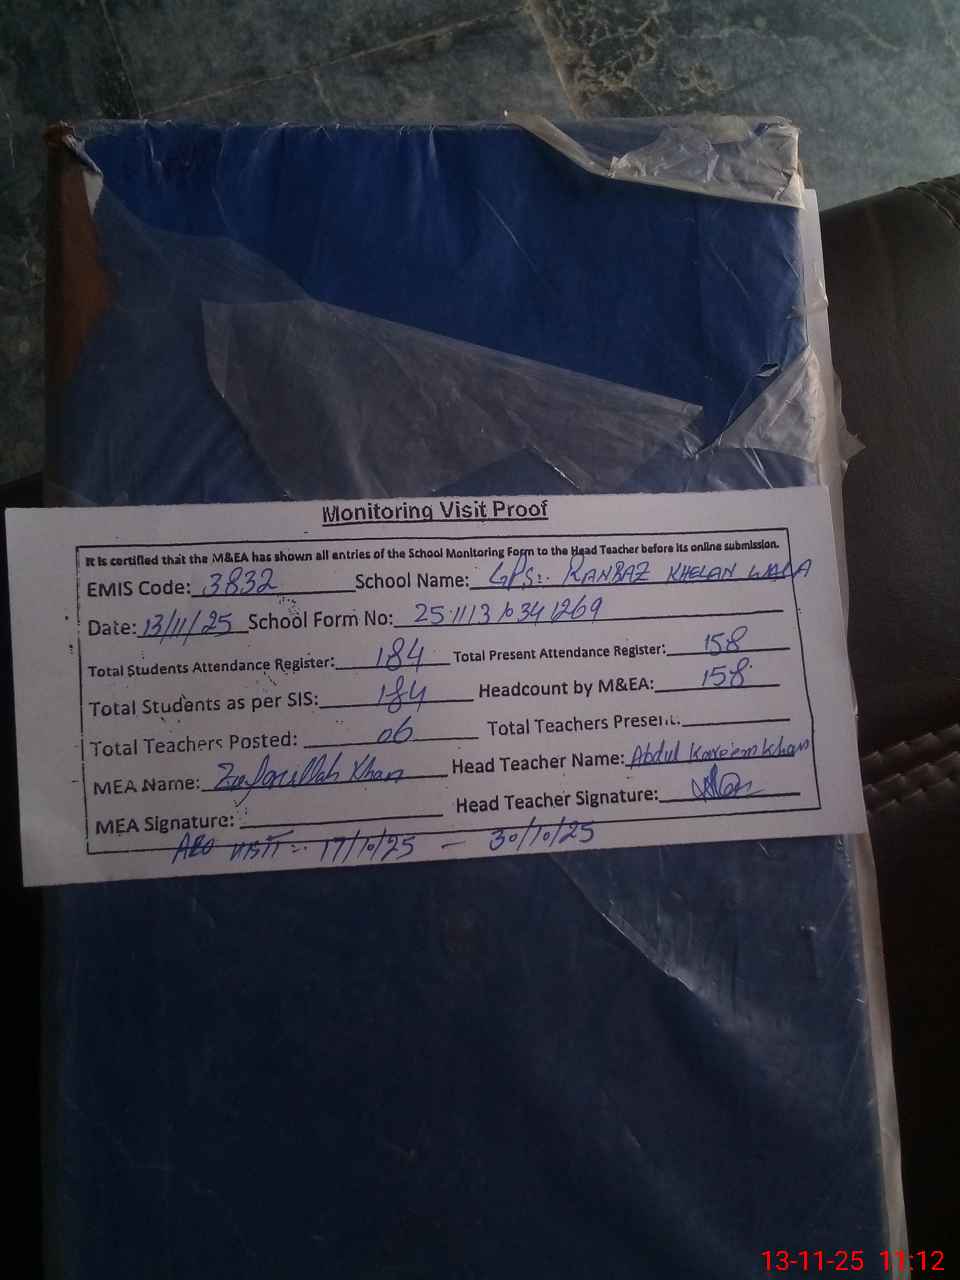 Monitoring Visit Proof
It is certified that the M&EA has shown all entries of the School Monitoring Form to the Head Teacher before its online submission.
EMIS Code: 3832 School Name: GPS:. RANBAZ KHELAN WALA
Date: 13/11/25 School Form No: 25 1113 10341269
Total Students Attendance Register: 184 Total Present Attendance Register: 158
Total Students as per SIS: 184 Headcount by M&EA: 158
Total Teachers Posted: 06 Total Teachers Present:
MEA Name: Zafarullah Khan Head Teacher Name: Abdul Kareem Khan
MEA Signature: Head Teacher Signature:
VISIT:. 17/10/25 – 30/10/25
13-11-25 11:12